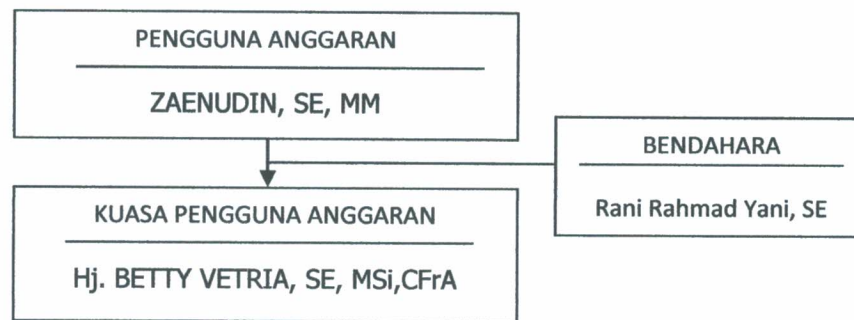 PENGGUNA ANGGARAN
ZAENUDIN, SE, MM
BENDAHARA
Rani Rahmad Yani, SE
KUASA PENGGUNA ANGGARAN
Hj. BETTY VETRIA, SE, MSi,CFrA